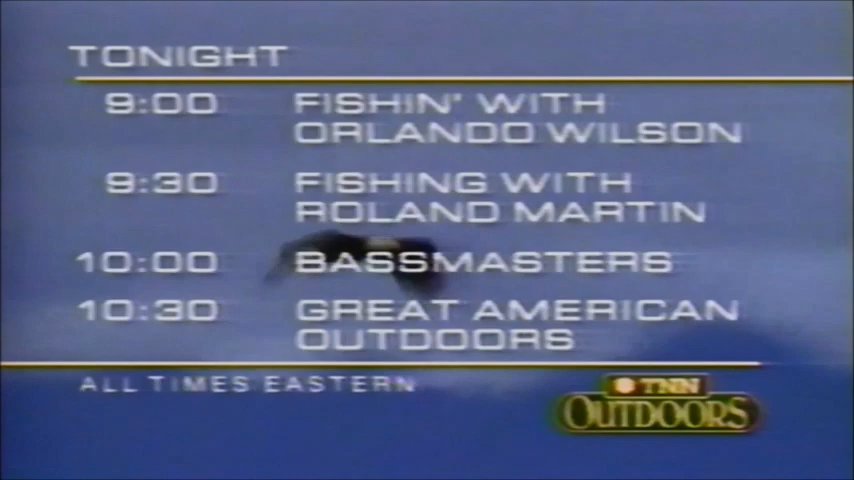 TONIGHT
9:00 FISHIN' WITH
ORLANDO WILSON
9:30 FISHING WITH
ROLAND MARTIN
10:00 BASSMASTERS
10:30 GREAT AMERICAN
OUTDOORS
ALL TIMES EASTERN
TNN
OUTDOORS